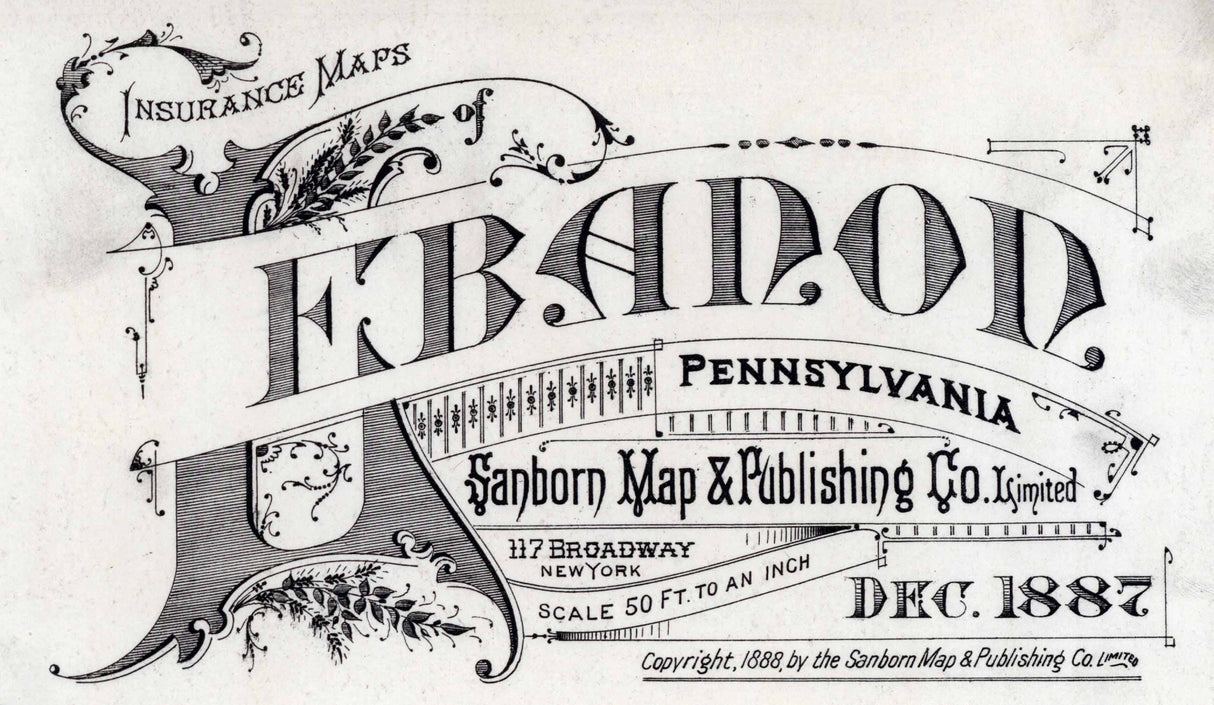 INSURANCE MAPS
of
LEBANON
PENNSYLVANIA
Sanborn Map & Publishing Co. Limited
117 BROADWAY
NEW YORK
SCALE 50 FT. TO AN INCH
DEC. 1887
Copyright, 1888, by the Sanborn Map & Publishing Co. LIMITED